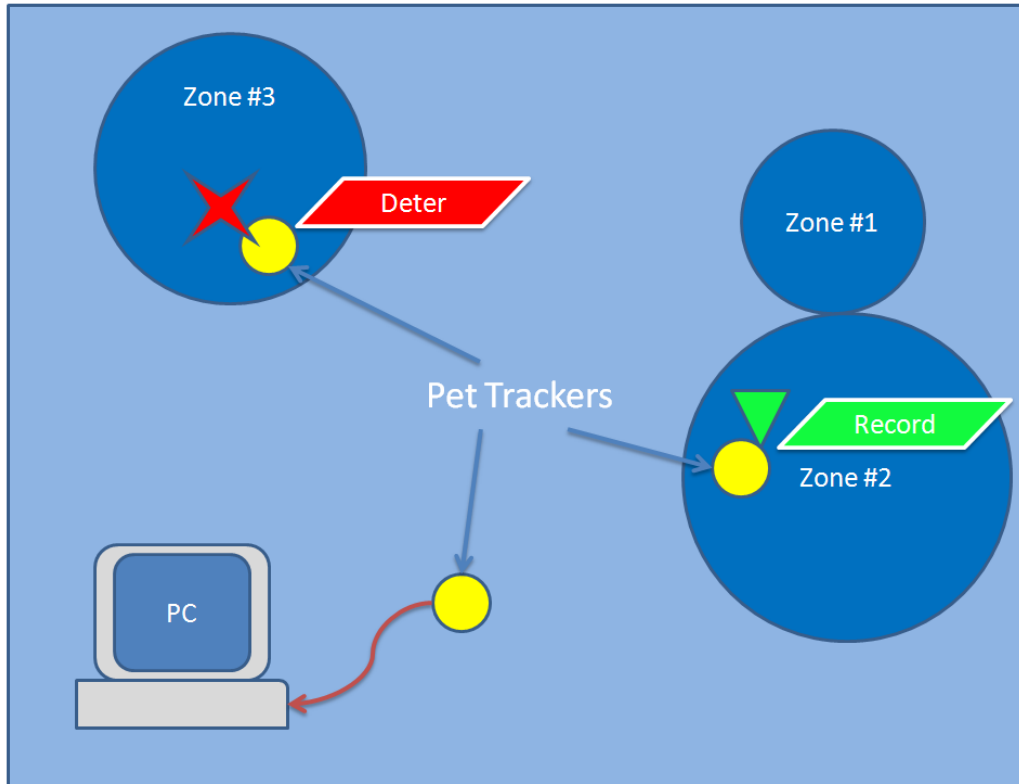 Zone #3
Deter
Zone #1
Pet Trackers
Record
Zone #2
PC